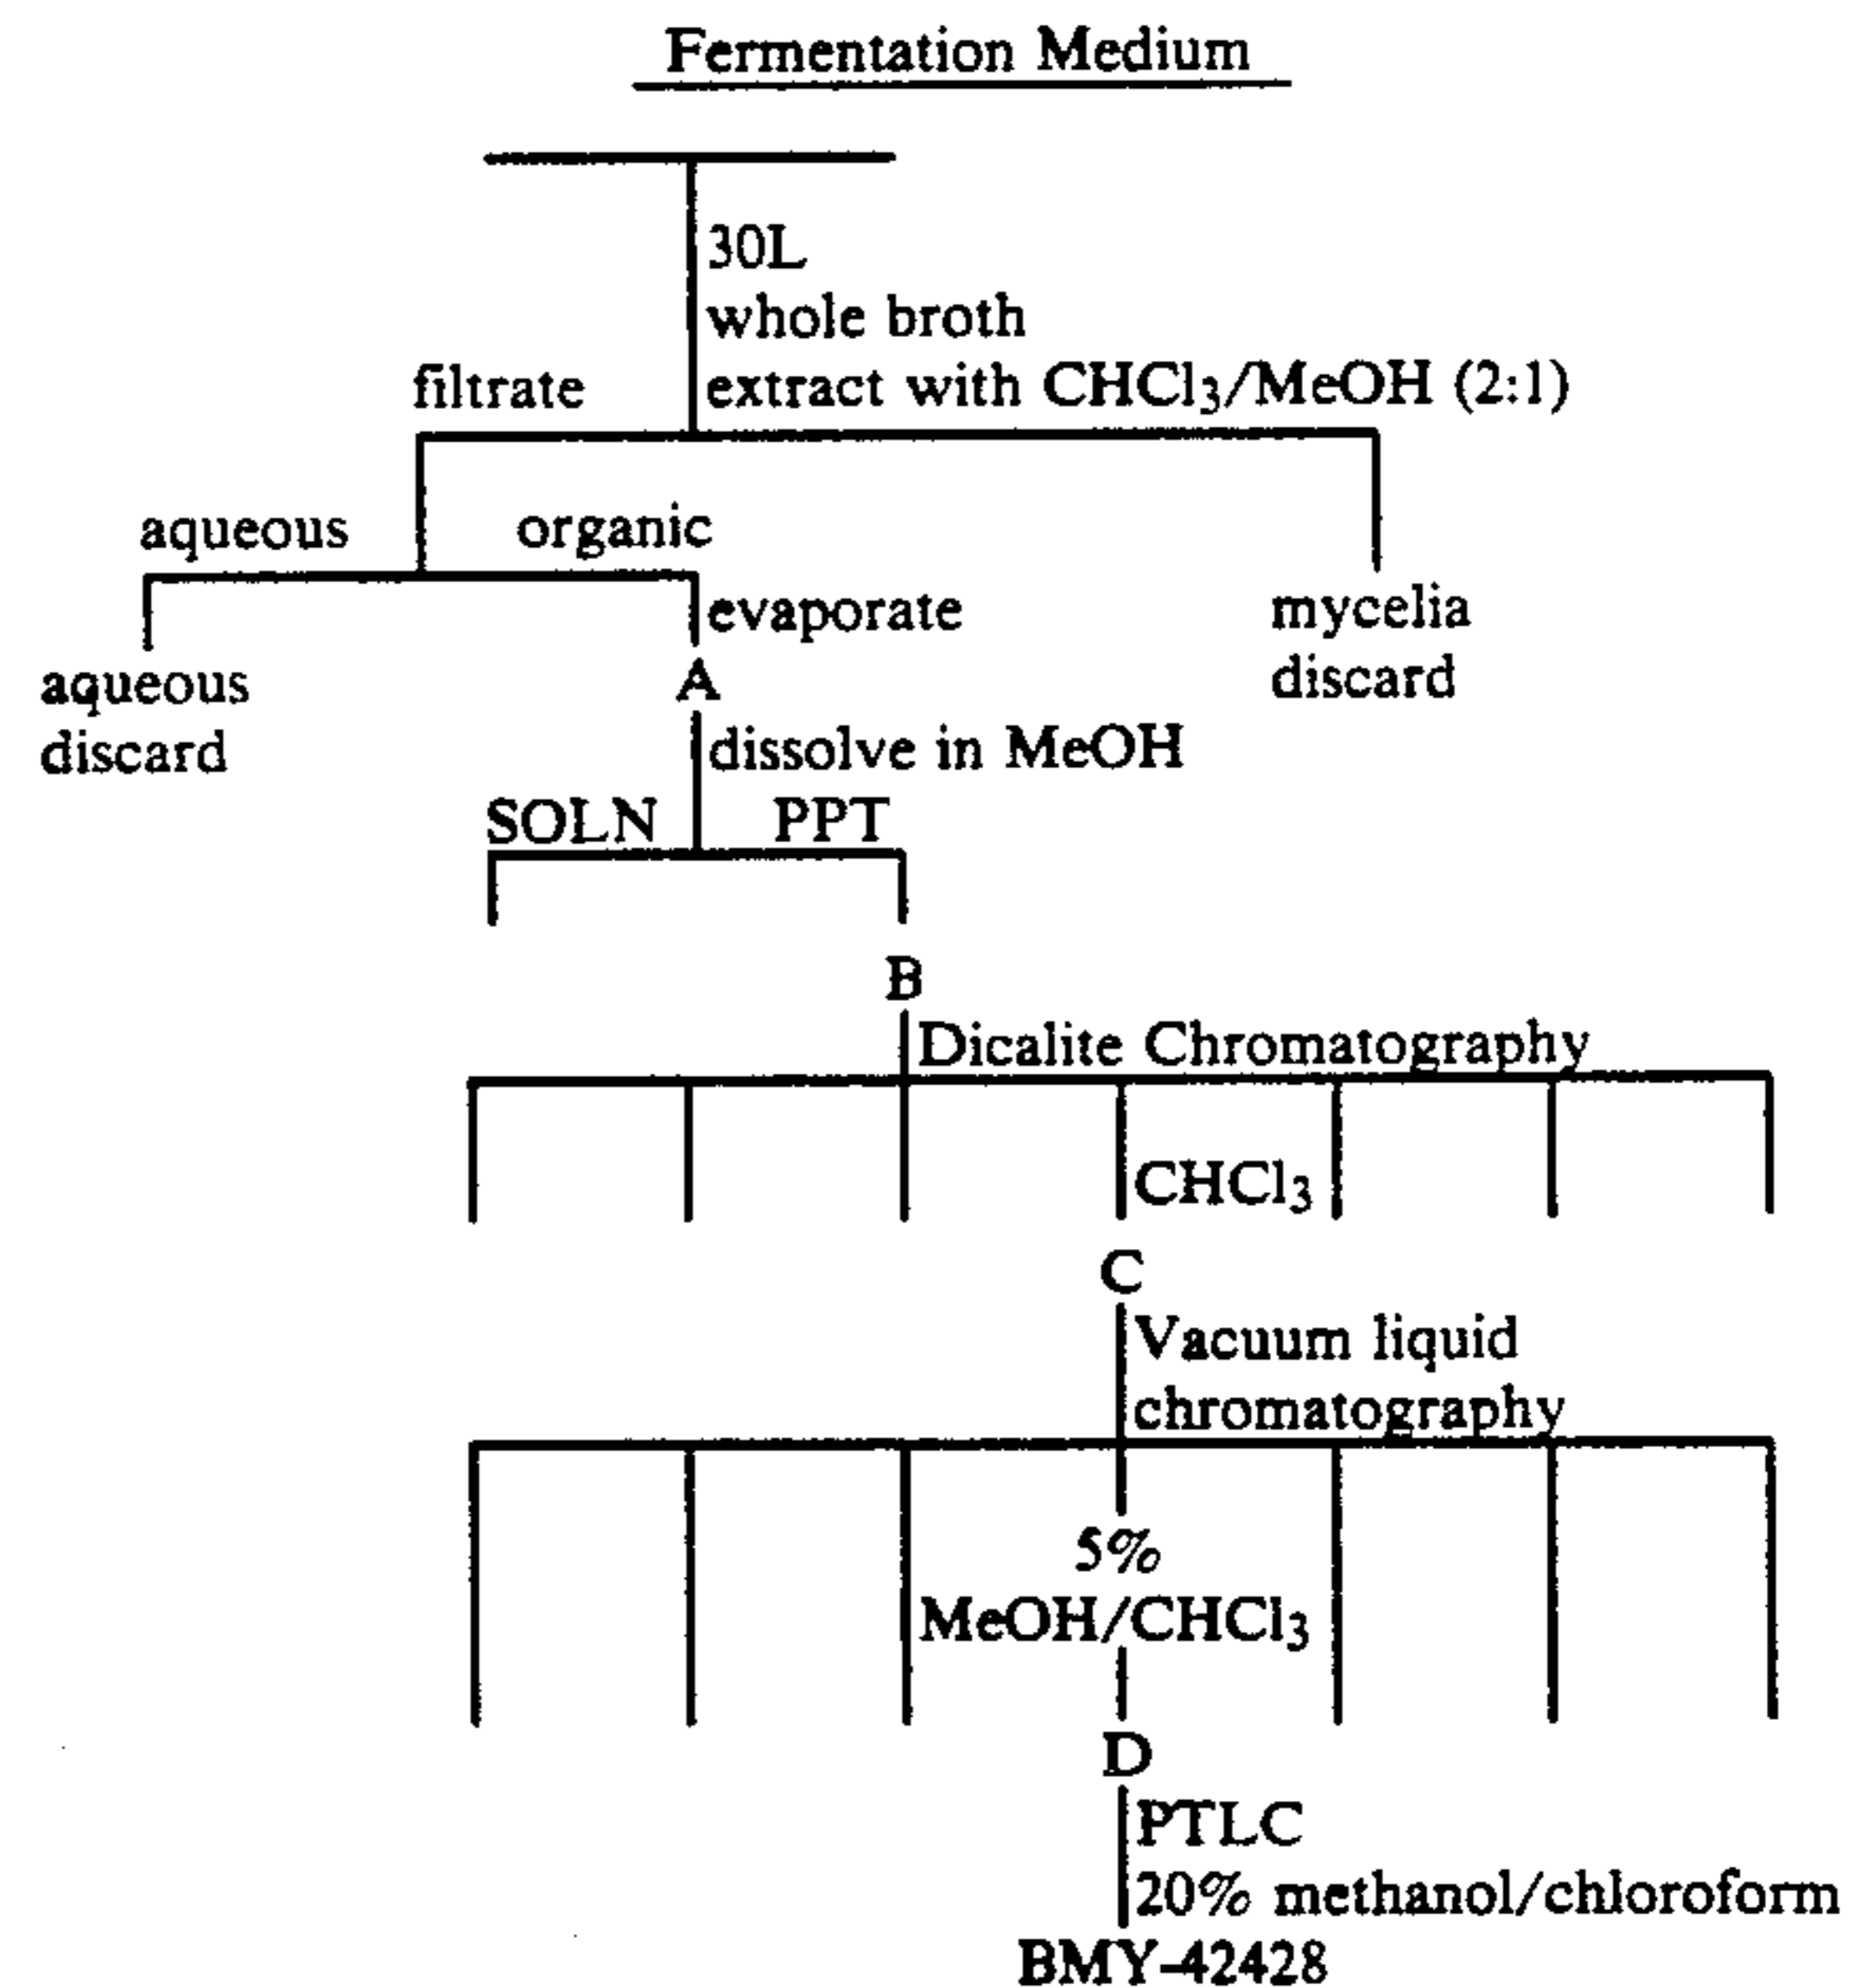 Fermentation Medium
30L
whole broth
filtrate
extract with CHCl3/MeOH (2:1)
aqueous
organic
evaporate
mycelia
discard
aqueous
discard
A
dissolve in MeOH
SOLN
PPT
B
Dicalite Chromatography
CHCl3
C
Vacuum liquid
chromatography
5%
MeOH/CHCl3
D
PTLC
20% methanol/chloroform
BMY-42428